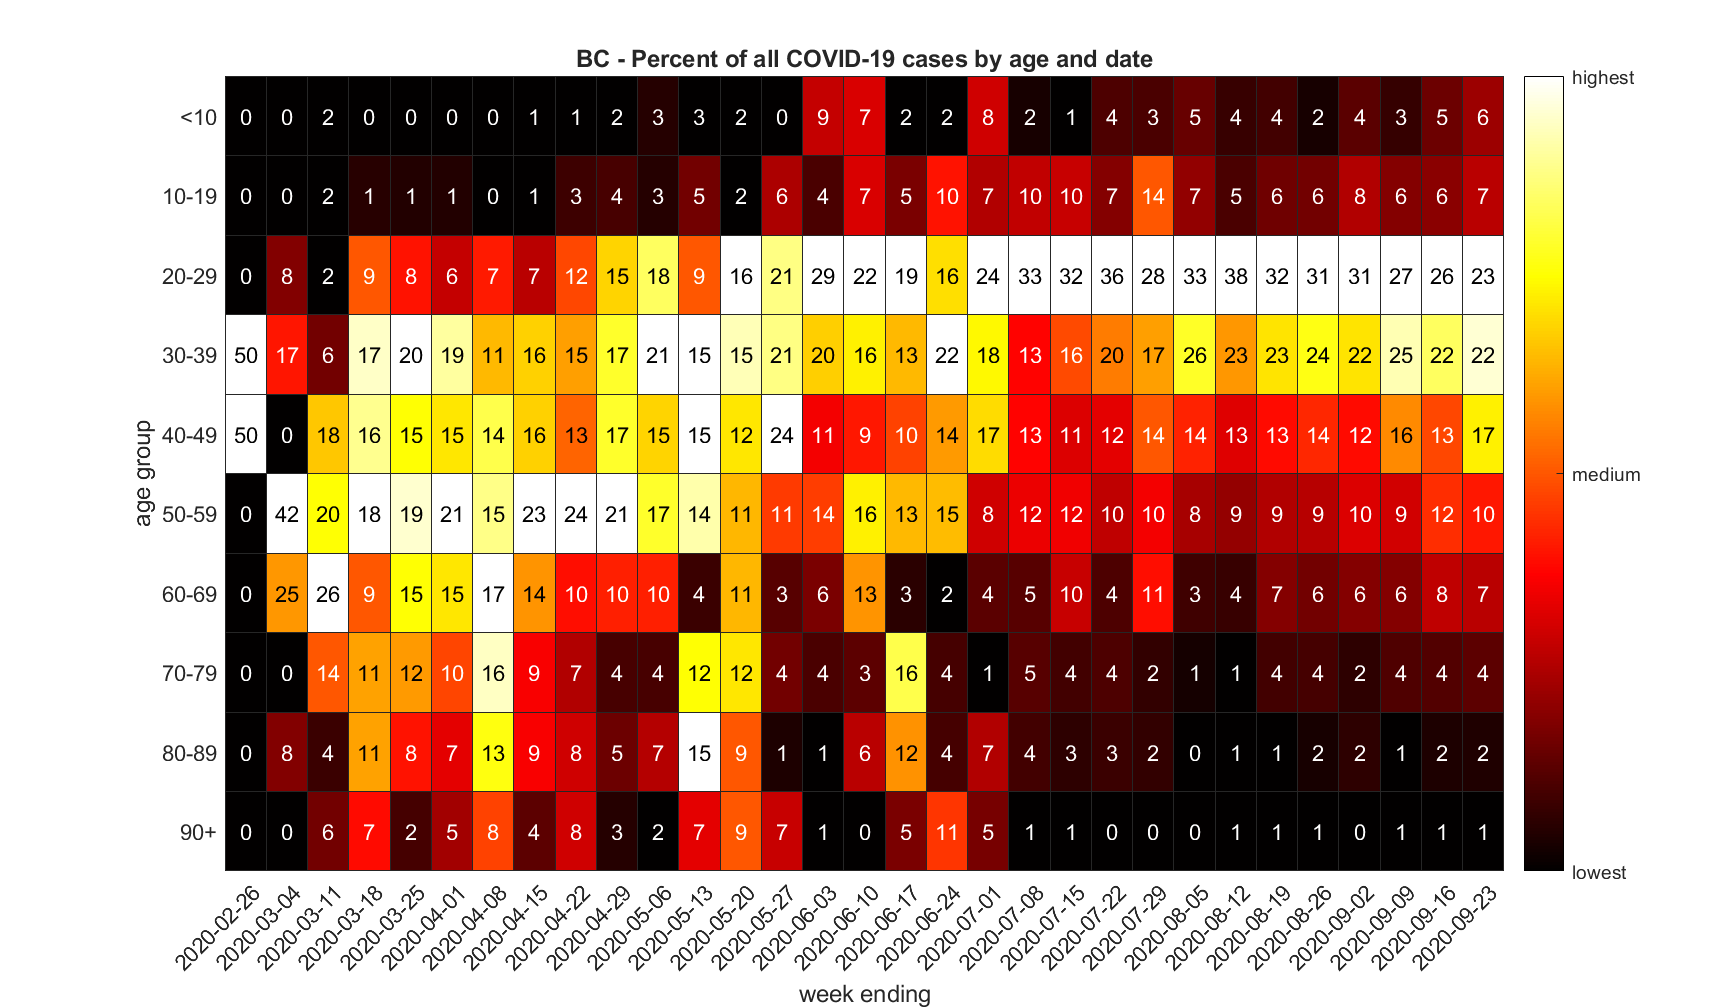 BC - Percent of all COVID-19 cases by age and date
highest
<10 0 0 2 0 0 0 0 1 1 2 3 3 2 0 9 7 2 2 8 2 1 4 3 5 4 4 2 4 3 5 6
10-19 0 0 2 1 1 1 0 1 3 4 3 5 2 6 4 7 5 10 7 10 10 7 14 7 5 6 6 8 6 6 7
20-29 0 8 2 9 8 6 7 7 12 15 18 9 16 21 29 22 19 16 24 33 32 36 28 33 38 32 31 31 27 26 23
30-39 50 17 6 17 20 19 11 16 15 17 21 15 15 21 20 16 13 22 18 13 16 20 17 26 23 23 24 22 25 22 22
40-49 50 0 18 16 15 15 14 16 13 17 15 15 12 24 11 9 10 14 17 13 11 12 14 14 13 13 14 12 16 13 17
age group
medium
50-59 0 42 20 18 19 21 15 23 24 21 17 14 11 11 14 16 13 15 8 12 12 10 10 8 9 9 9 10 9 12 10
60-69 0 25 26 9 15 15 17 14 10 10 10 4 11 3 6 13 3 2 4 5 10 4 11 3 4 7 6 6 6 8 7
70-79 0 0 14 11 12 10 16 9 7 4 4 12 12 4 4 3 16 4 1 5 4 4 2 1 1 4 4 2 4 4 4
80-89 0 8 4 11 8 7 13 9 8 5 7 15 9 1 1 6 12 4 7 4 3 3 2 0 1 1 2 2 1 2 2
90+ 0 0 6 7 2 5 8 4 8 3 2 7 9 7 1 0 5 11 5 1 1 0 0 0 1 1 1 0 1 1 1
lowest
2020-02-26 2020-03-04 2020-03-11 2020-03-18 2020-03-25 2020-04-01 2020-04-08 2020-04-15 2020-04-22 2020-04-29 2020-05-06 2020-05-13 2020-05-20 2020-05-27 2020-06-03 2020-06-10 2020-06-17 2020-06-24 2020-07-01 2020-07-08 2020-07-15 2020-07-22 2020-07-29 2020-08-05 2020-08-12 2020-08-19 2020-08-26 2020-09-02 2020-09-09 2020-09-16 2020-09-23
week ending